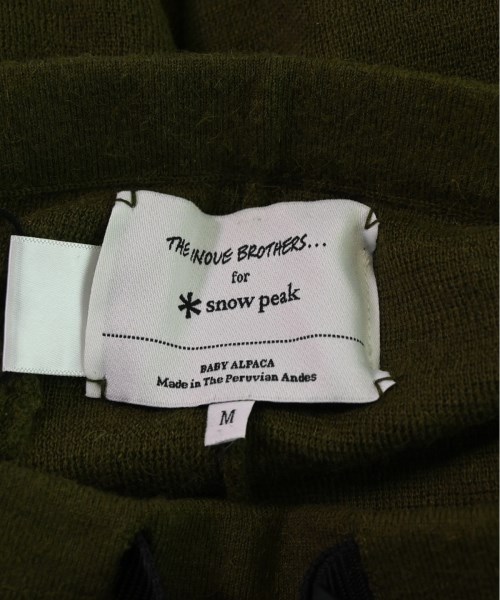 THE INOUE BROTHERS...
for
snow peak
BABY ALPACA
Made in The Peruvian Andes
M